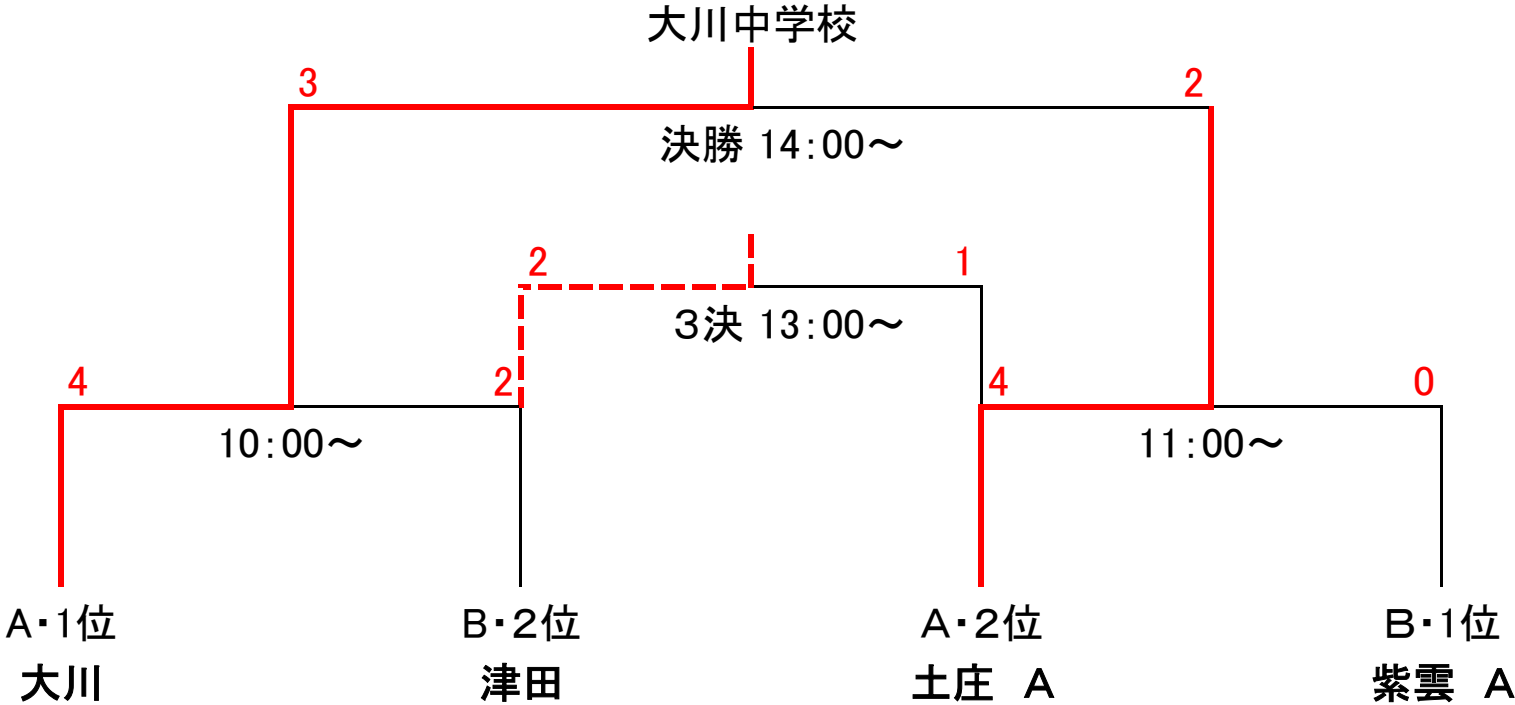 大川中学校
3
2
決勝 14:00～
2
1
３決 13:00～
4
2
4
0
10:00～
11:00～
A・1位
B・２位
Ａ・２位
Ｂ・1位
大川
津田
土庄　Ａ
紫雲　Ａ